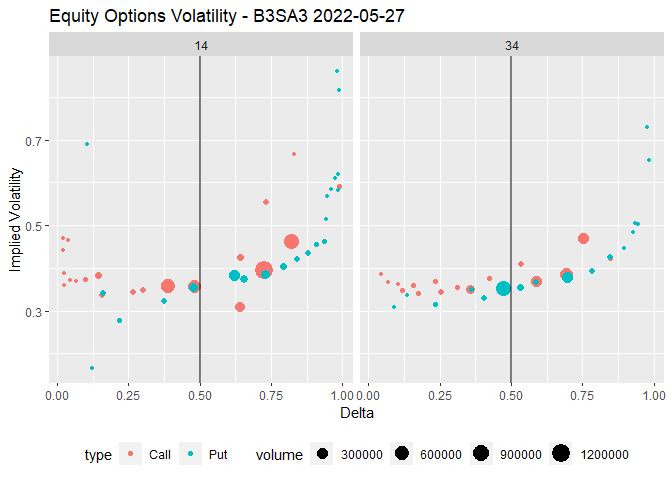 Equity Options Volatility - B3SA3 2022-05-27
14 34
0.7
0.5
0.3
Implied Volatility
0.00 0.25 0.50 0.75 1.00 0.00 0.25 0.50 0.75 1.00
Delta
type Call Put volume 300000 600000 900000 1200000